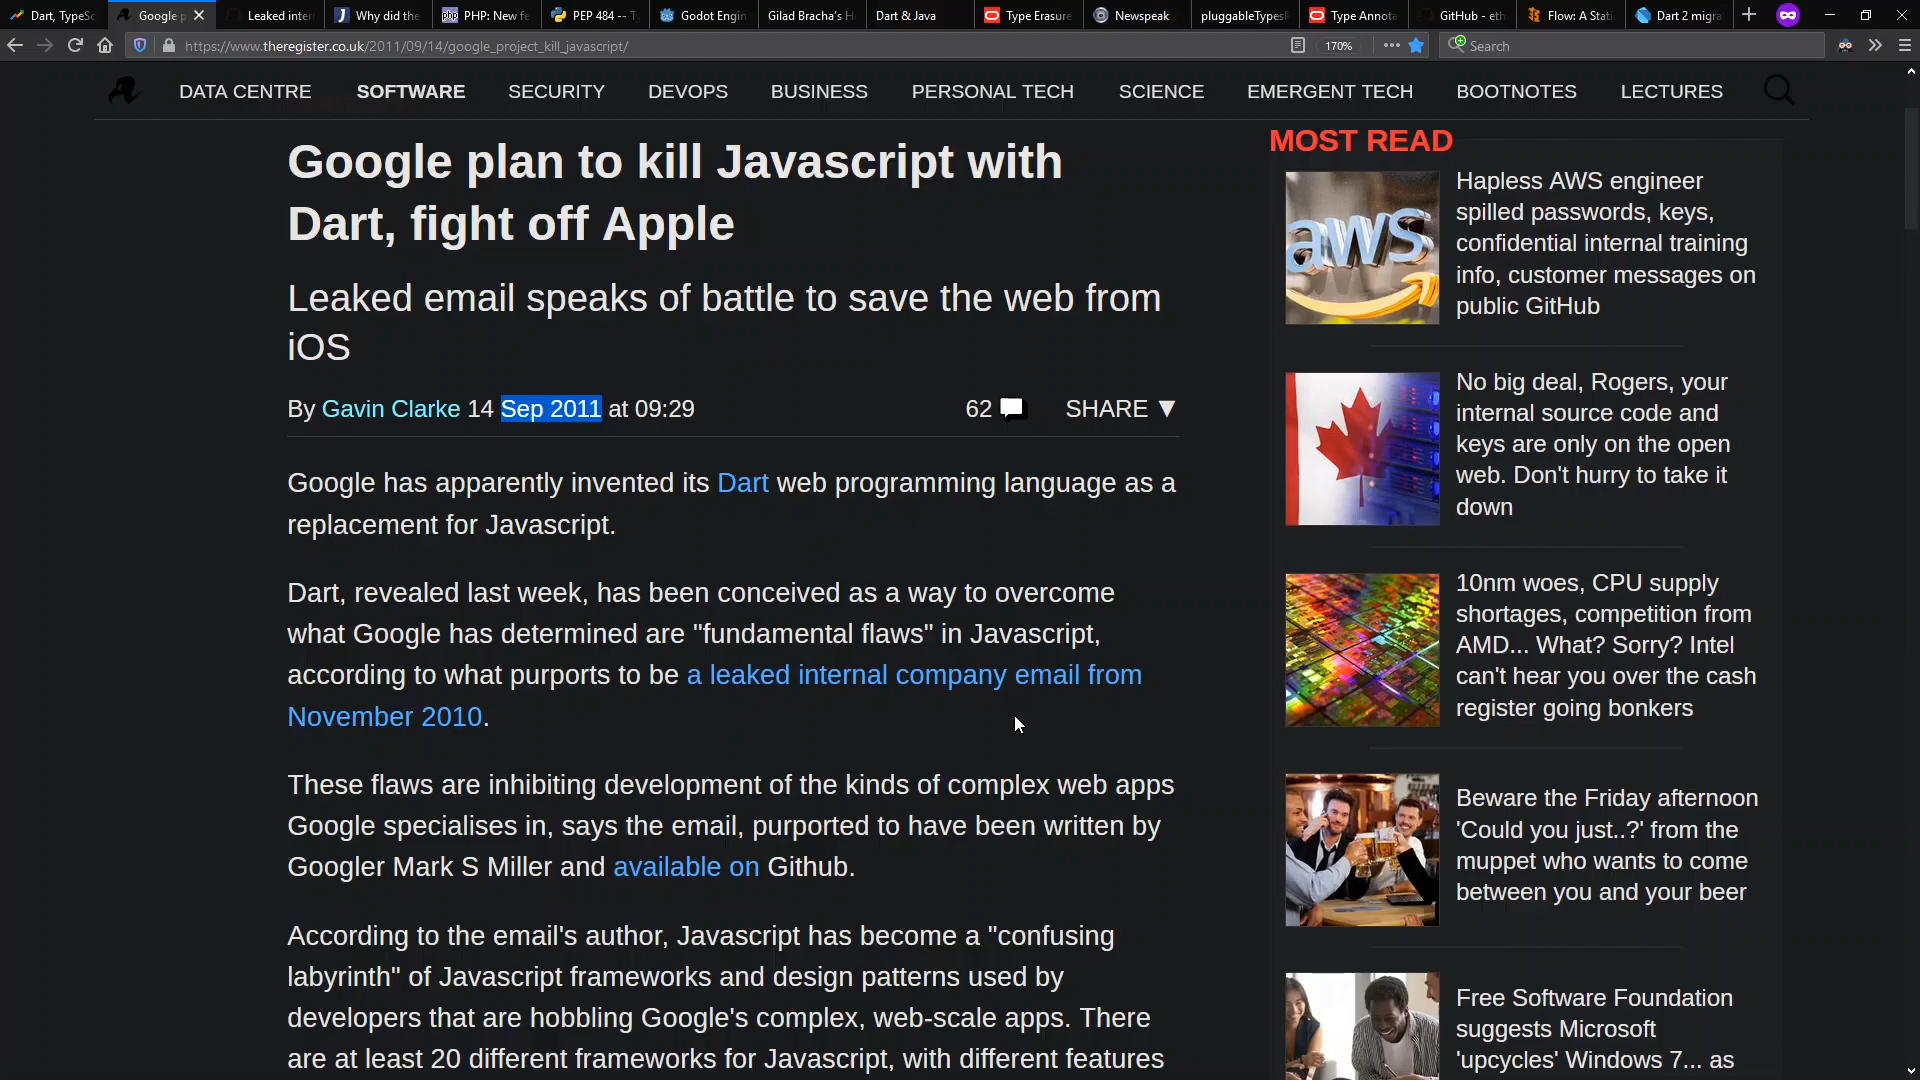 Dart, TypeSc
Google p
Leaked inter
Why did the
PHP: New fe
PEP 484 -- Ty
Godot Engin
Gilad Bracha's H
Dart & Java
Type Erasure
Newspeak
pluggableTypes
Type Annota
GitHub - eth
Flow: A Stati
Dart 2 migra
https://www.theregister.co.uk/2011/09/14/google_project_kill_javascript/
170%
Search
DATA CENTRE SOFTWARE SECURITY DEVOPS BUSINESS PERSONAL TECH SCIENCE EMERGENT TECH BOOTNOTES LECTURES
Google plan to kill Javascript with
Dart, fight off Apple
Leaked email speaks of battle to save the web from
iOS
By Gavin Clarke 14 Sep 2011 at 09:29
62
SHARE ▼
Google has apparently invented its Dart web programming language as a
replacement for Javascript.
Dart, revealed last week, has been conceived as a way to overcome
what Google has determined are "fundamental flaws" in Javascript,
according to what purports to be a leaked internal company email from
November 2010.
These flaws are inhibiting development of the kinds of complex web apps
Google specialises in, says the email, purported to have been written by
Googler Mark S Miller and available on Github.
According to the email's author, Javascript has become a "confusing
labyrinth" of Javascript frameworks and design patterns used by
developers that are hobbling Google's complex, web-scale apps. There
are at least 20 different frameworks for Javascript, with different features
MOST READ
aws
Hapless AWS engineer
spilled passwords, keys,
confidential internal training
info, customer messages on
public GitHub
No big deal, Rogers, your
internal source code and
keys are only on the open
web. Don't hurry to take it
down
10nm woes, CPU supply
shortages, competition from
AMD... What? Sorry? Intel
can't hear you over the cash
register going bonkers
Beware the Friday afternoon
'Could you just..?' from the
muppet who wants to come
between you and your beer
Free Software Foundation
suggests Microsoft
'upcycles' Windows 7... as